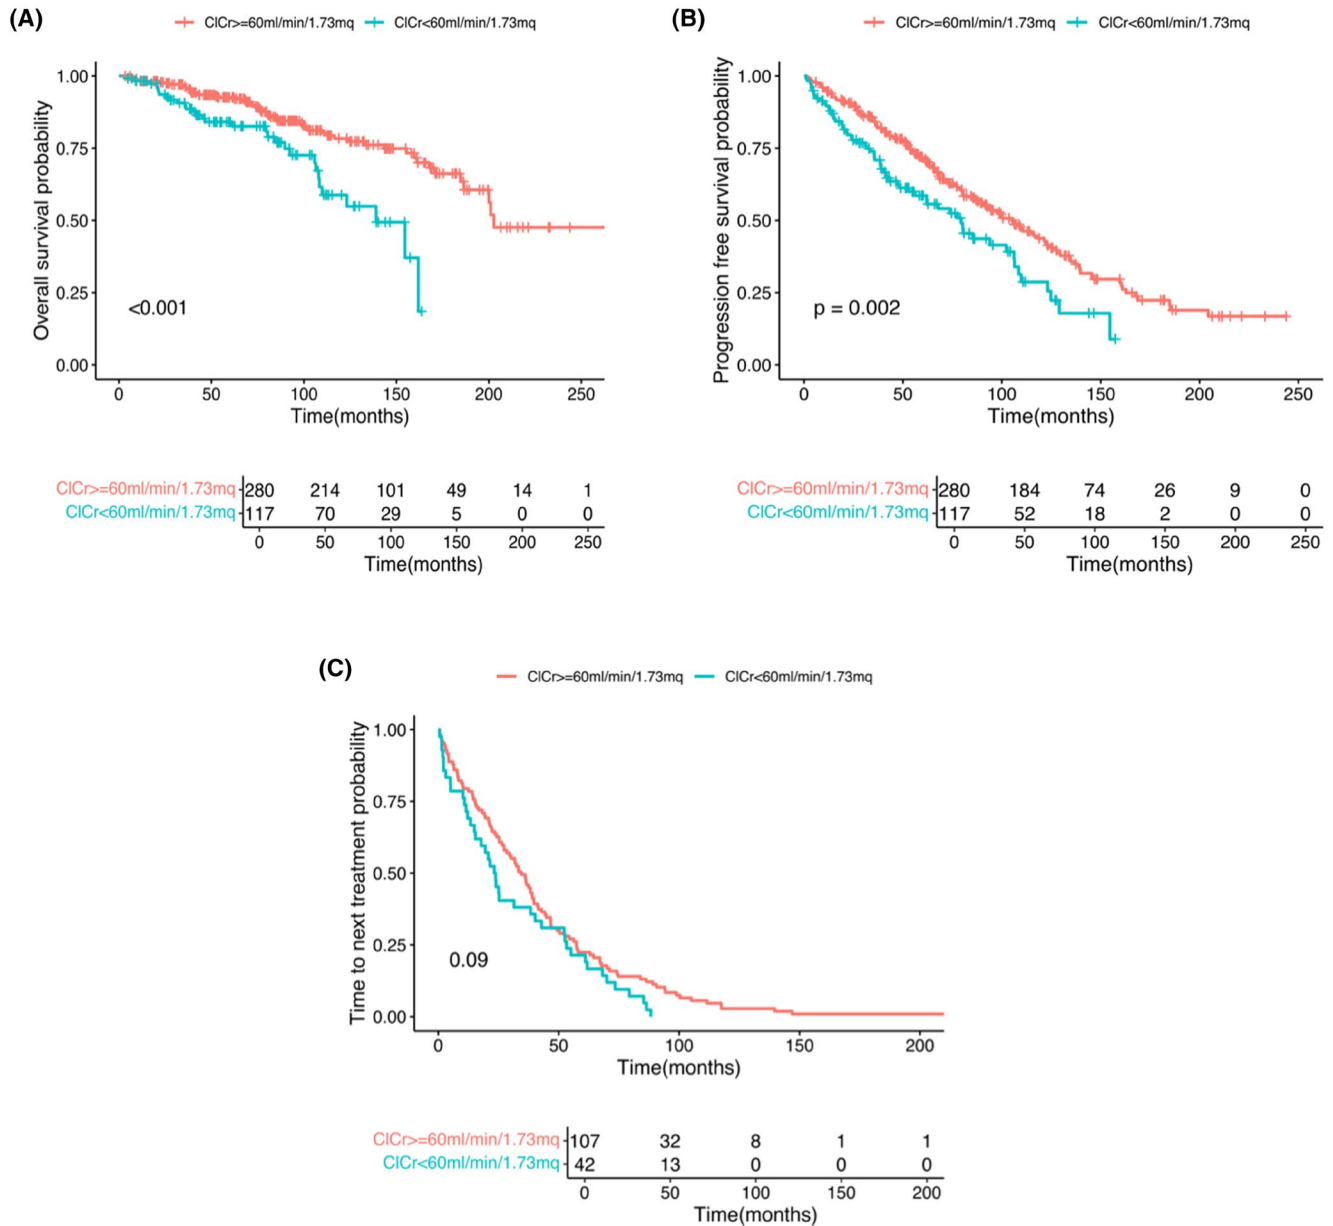 (A)
ClCr>=60ml/min/1.73mq ClCr<60ml/min/1.73mq
Overall survival probability
1.00
0.75
0.50
0.25
0.00
<0.001
0 50 100 150 200 250
Time(months)
ClCr>=60ml/min/1.73mq 280 214 101 49 14 1
ClCr<60ml/min/1.73mq 117 70 29 5 0 0
0 50 100 150 200 250
Time(months)
(B)
ClCr>=60ml/min/1.73mq ClCr<60ml/min/1.73mq
Progression free survival probability
1.00
0.75
0.50
0.25
0.00
p = 0.002
0 50 100 150 200 250
Time(months)
ClCr>=60ml/min/1.73mq 280 184 74 26 9 0
ClCr<60ml/min/1.73mq 117 52 18 2 0 0
0 50 100 150 200 250
Time(months)
(C)
ClCr>=60ml/min/1.73mq ClCr<60ml/min/1.73mq
Time to next treatment probability
1.00
0.75
0.50
0.25
0.00
0.09
0 50 100 150 200
Time(months)
ClCr>=60ml/min/1.73mq 107 32 8 1 1
ClCr<60ml/min/1.73mq 42 13 0 0 0
0 50 100 150 200
Time(months)